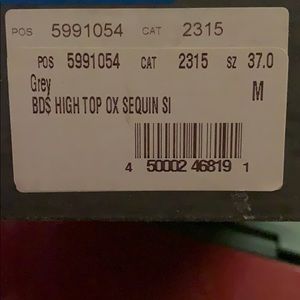 POS 5991054 CAT 2315
POS 5991054 CAT 2315 SZ 37.0
Grey M
BDS HIGH TOP OX SEQUIN SI
4 50002 46819 1